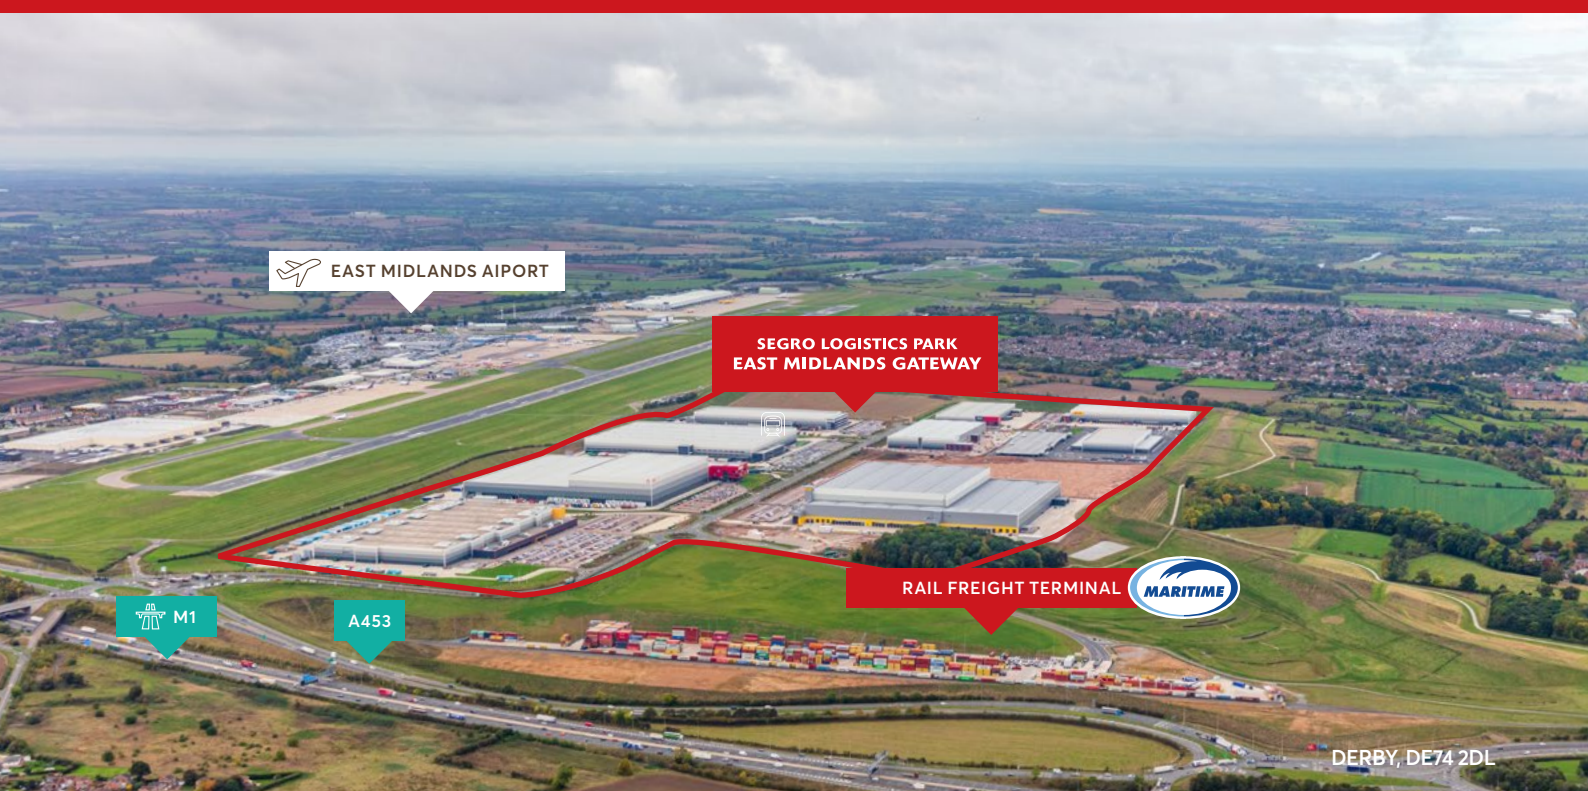 EAST MIDLANDS AIPORT
SEGRO LOGISTICS PARK
EAST MIDLANDS GATEWAY
RAIL FREIGHT TERMINAL
MARITIME
M1
A453
DERBY, DE74 2DL